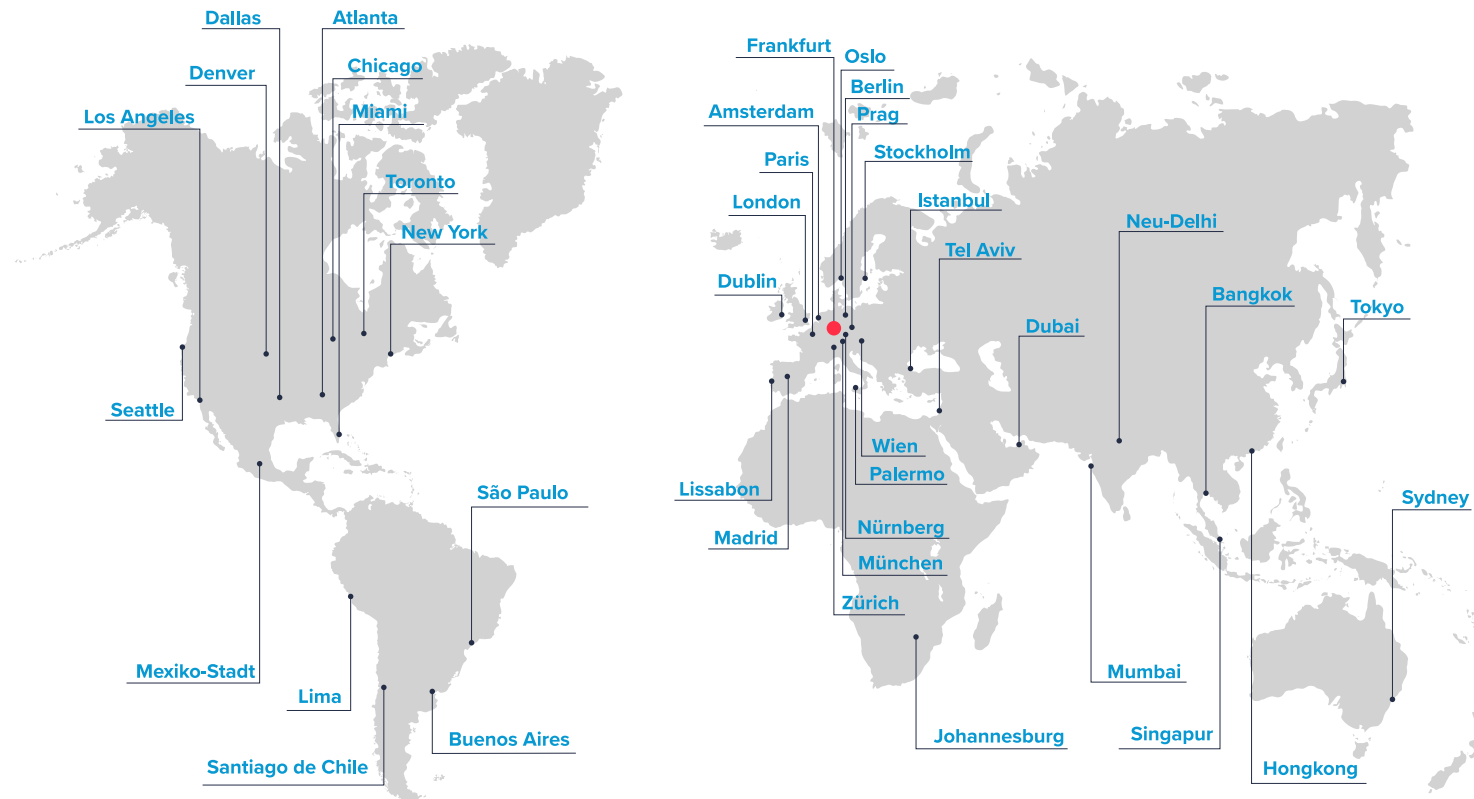 Dallas
Atlanta
Denver
Chicago
Los Angeles
Miami
Toronto
New York
Seattle
São Paulo
Mexiko-Stadt
Lima
Buenos Aires
Santiago de Chile
Frankfurt
Oslo
Berlin
Amsterdam
Prag
Paris
Stockholm
London
Istanbul
Neu-Delhi
Tel Aviv
Dublin
Bangkok
Tokyo
Dubai
Wien
Palermo
Lissabon
Sydney
Madrid
Nürnberg
München
Zürich
Mumbai
Johannesburg
Singapur
Hongkong